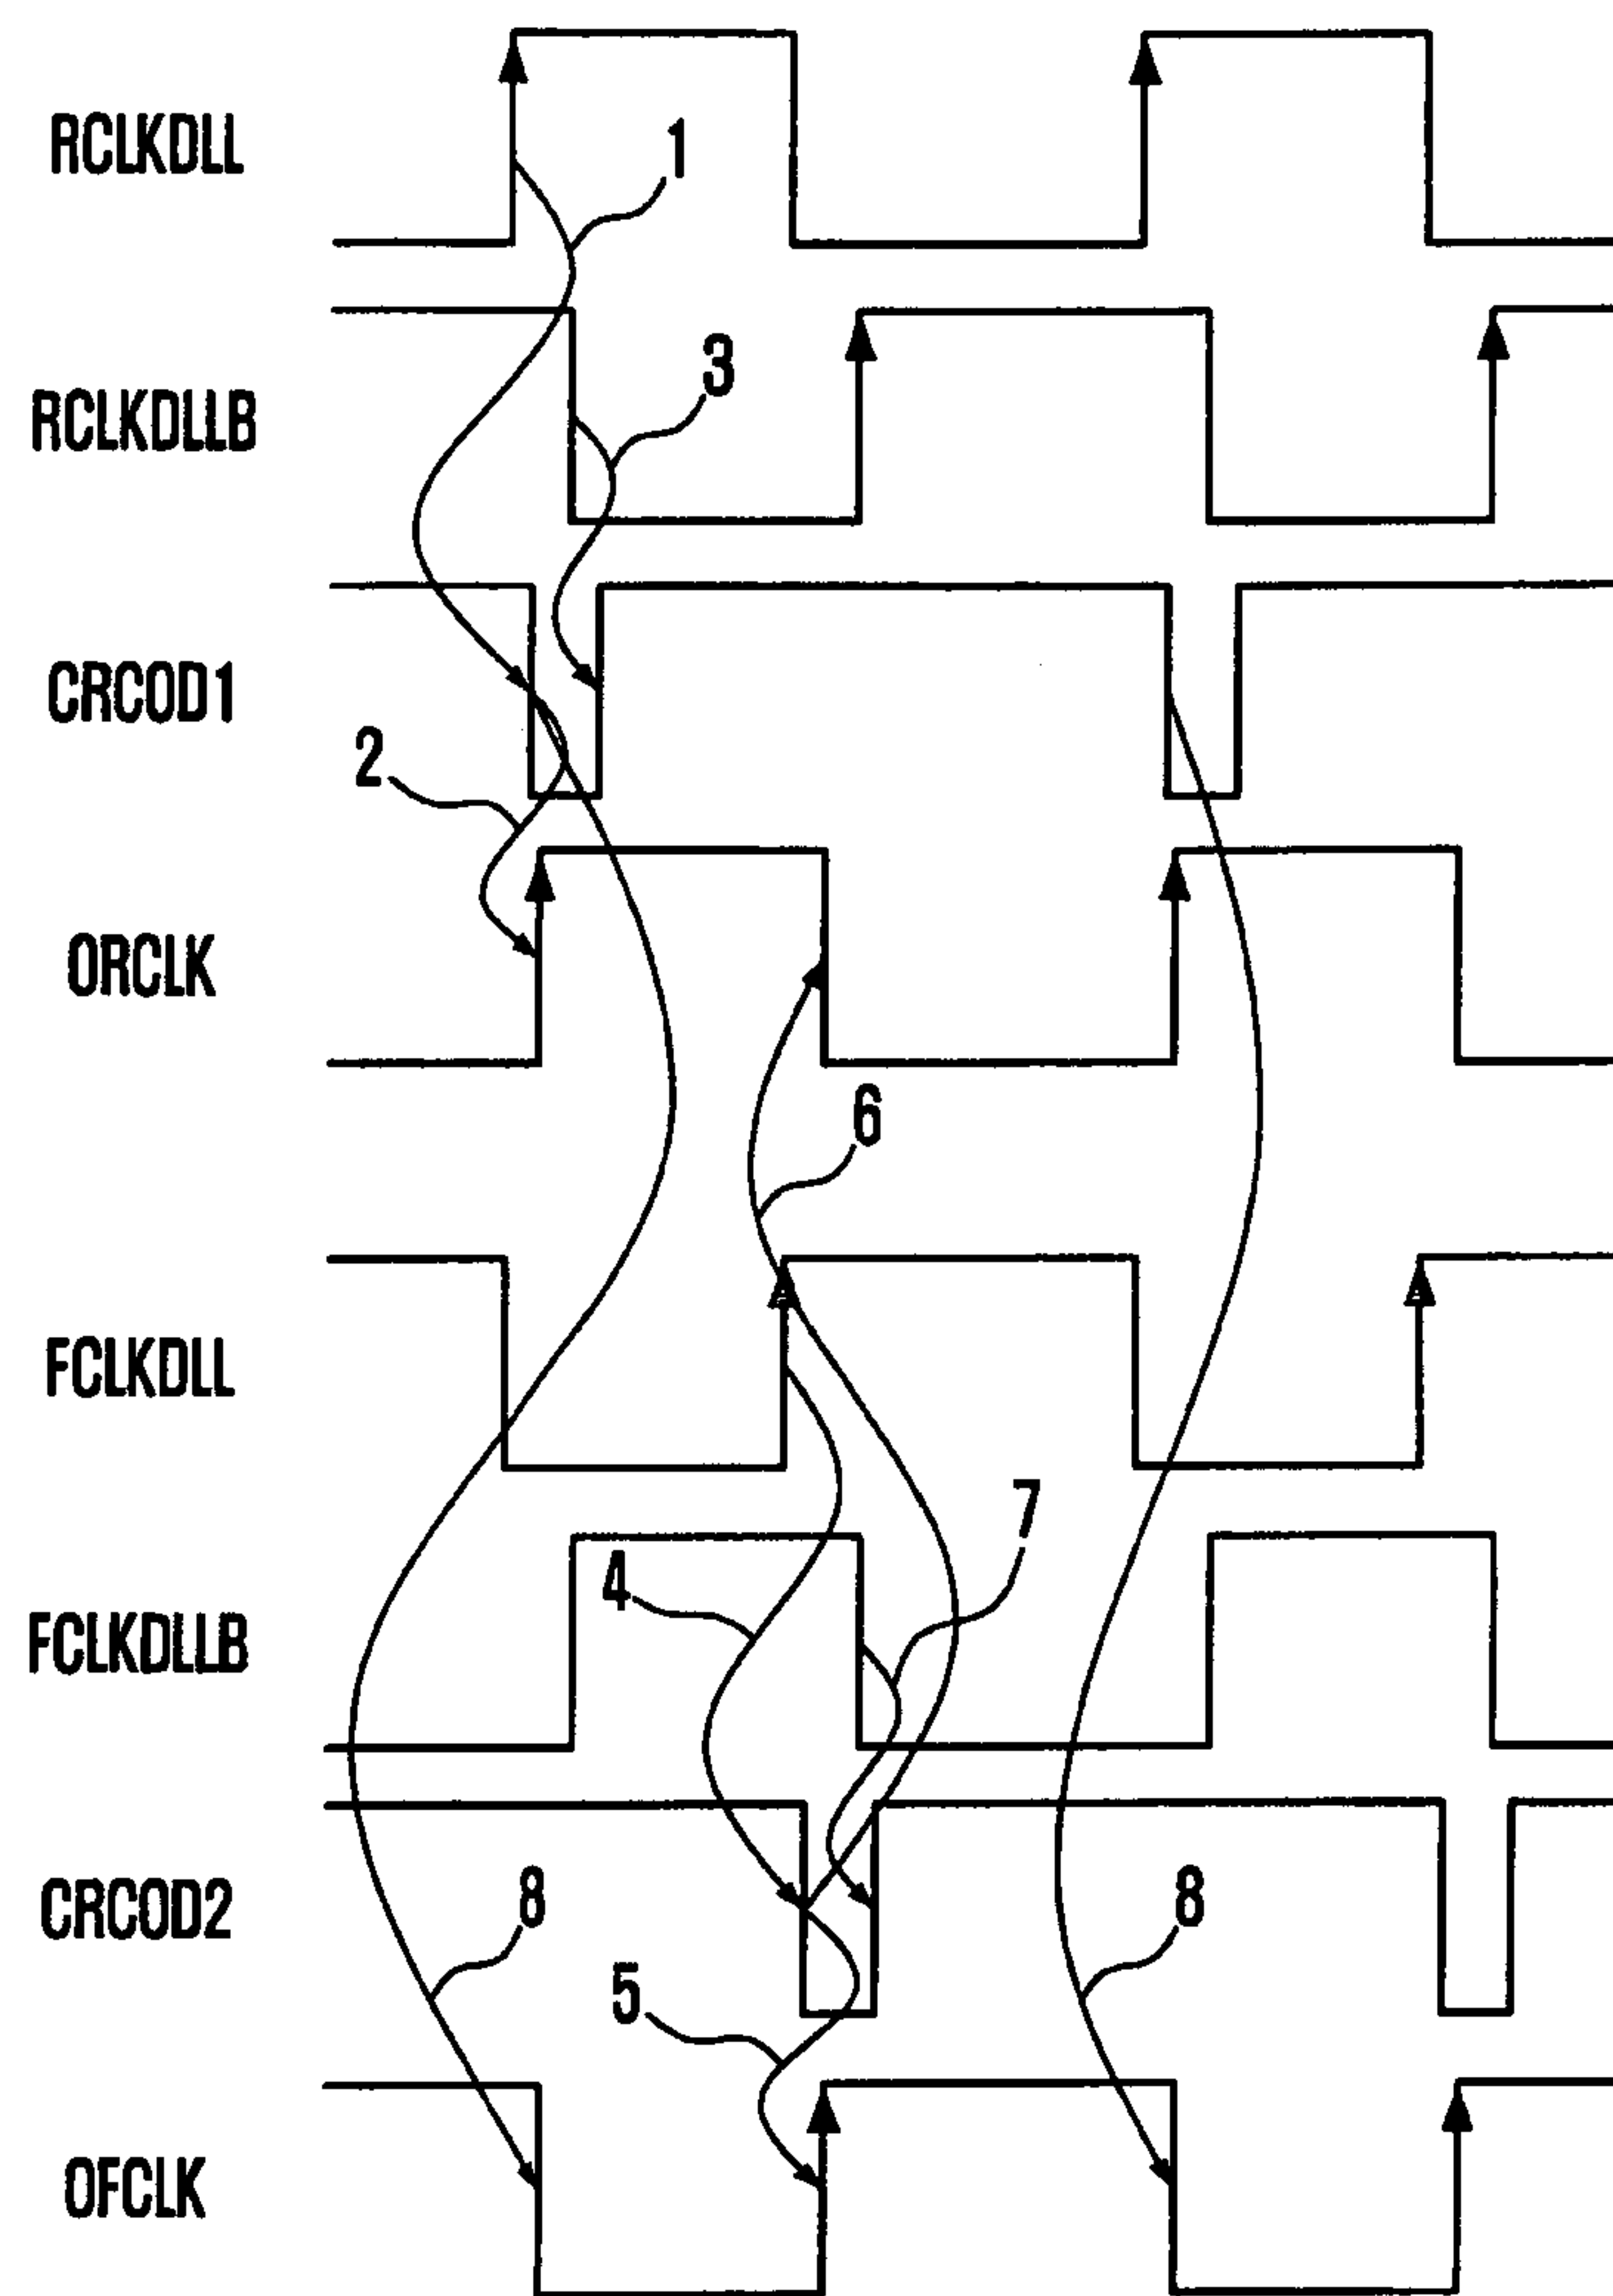 RCLKDLL
1
RCLKDLLB
3
CRCOD1
2
ORCLK
6
FCLKDLL
7
4
FCLKDLLB
CRCOD2
8
8
5
OFCLK